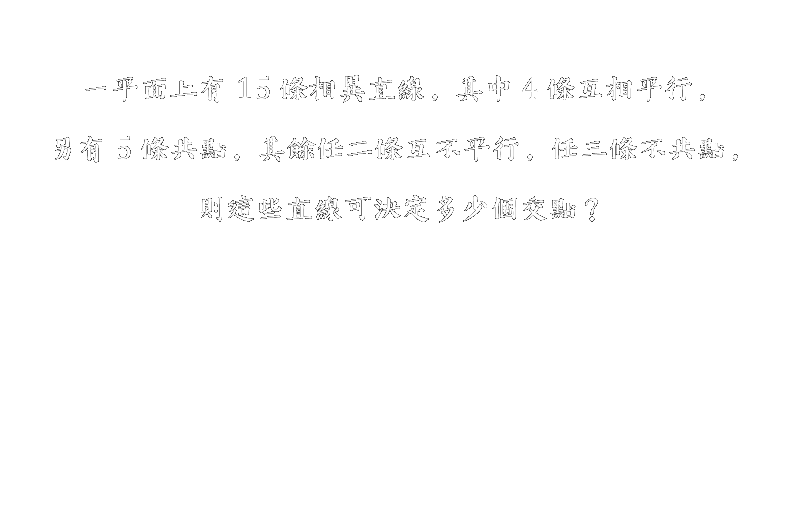 一平面上有 15 條相異直線，其中 4 條互相平行，
另有 5 條共點，其餘任二條互不平行，任三條不共點，
則這些直線可決定多少個交點？